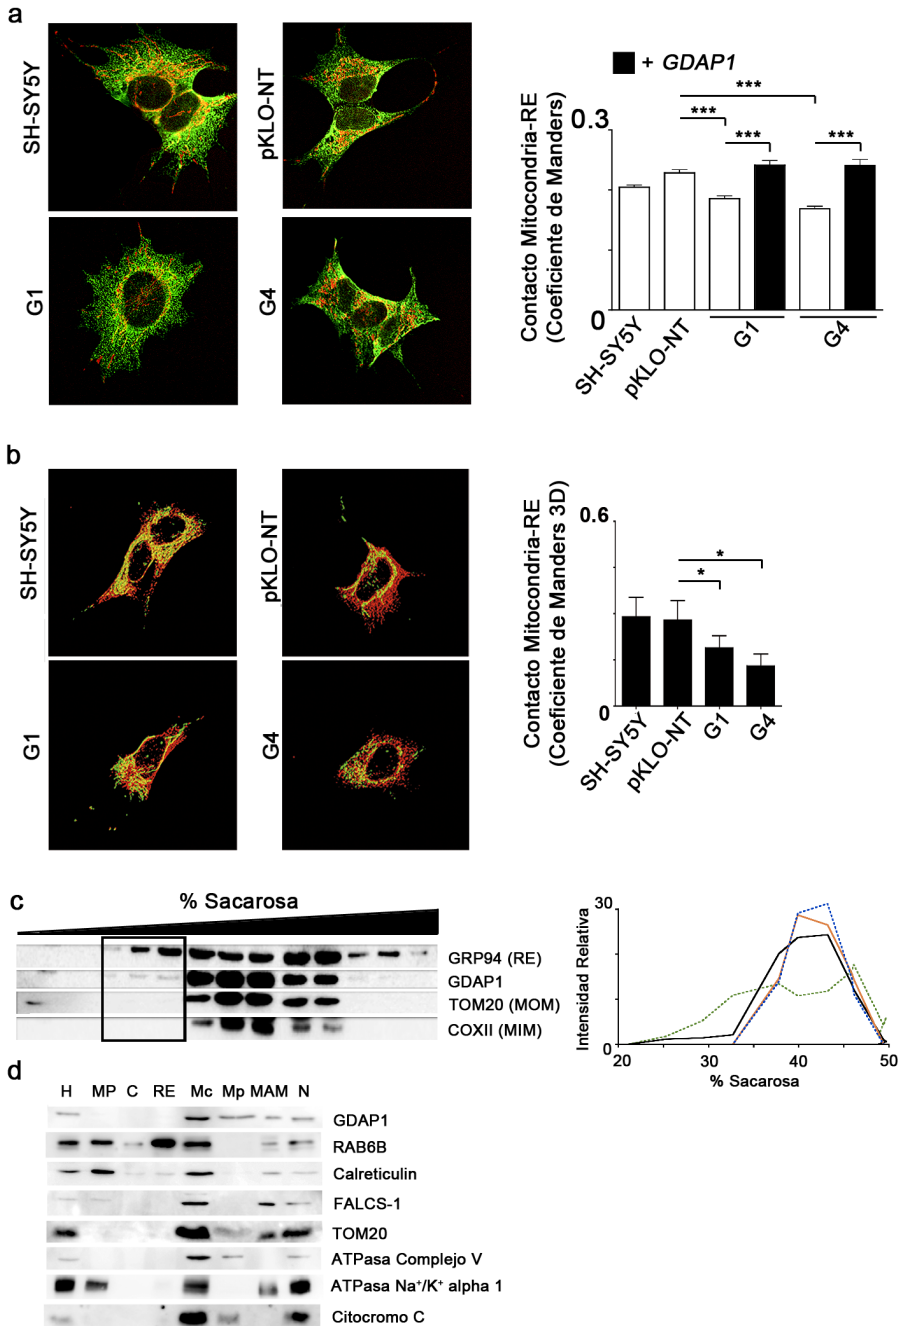 a
SH-SY5Y
pKLO-NT
G1
G4
+ GDAP1
Contacto Mitocondria-RE
(Coeficiente de Manders)
0.3
0
***
***
***
***
SH-SY5Y
pKLO-NT
G1
G4
b
SH-SY5Y
pKLO-NT
G1
G4
Contacto Mitocondria-RE
(Coeficiente de Manders 3D)
0.6
0
*
*
SH-SY5Y
pKLO-NT
G1
G4
c
% Sacarosa
GRP94 (RE)
GDAP1
TOM20 (MOM)
COXII (MIM)
Intensidad Relativa
30
0
20 30 40 50
% Sacarosa
d
H MP C RE Mc Mp MAM N
GDAP1
RAB6B
Calreticulin
FALCS-1
TOM20
ATPasa Complejo V
ATPasa Na⁺/K⁺ alpha 1
Citocromo C